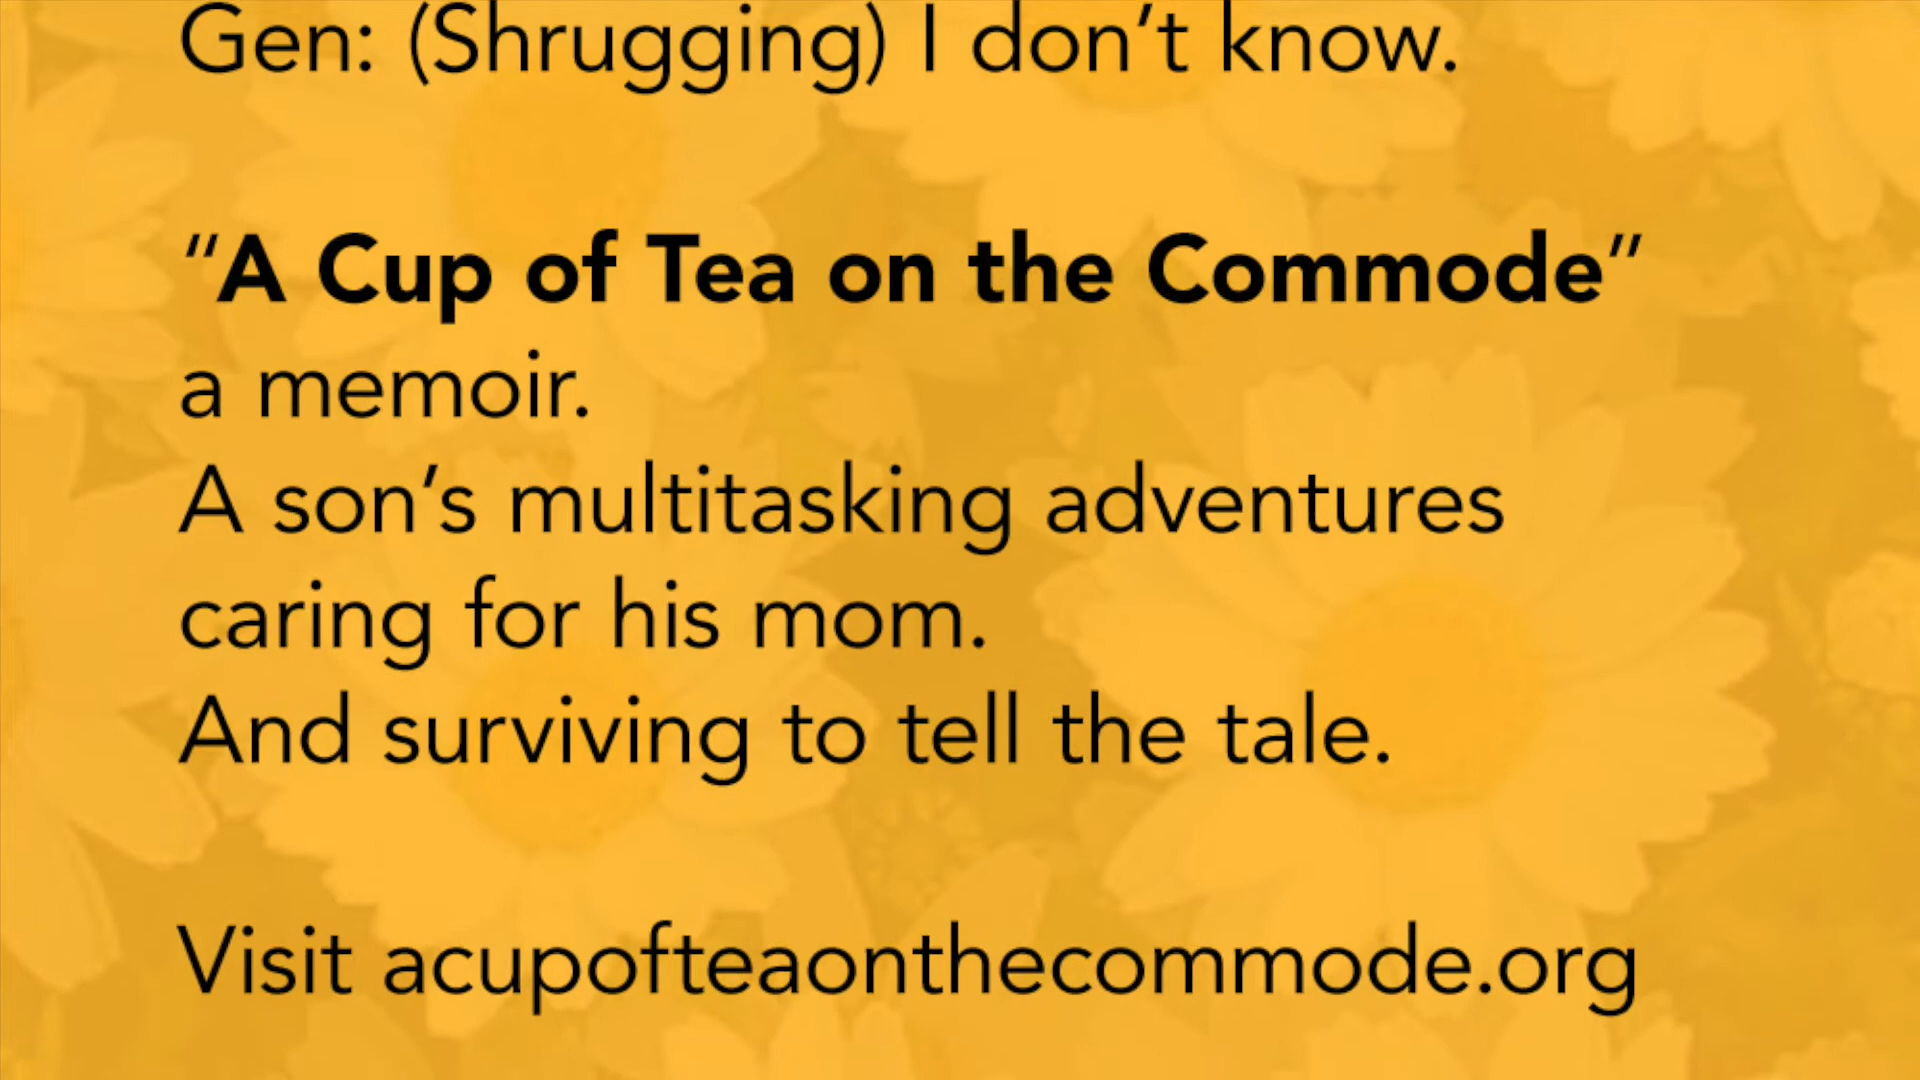 Gen: (Shrugging) I don’t know.
“A Cup of Tea on the Commode”
a memoir.
A son’s multitasking adventures
caring for his mom.
And surviving to tell the tale.
Visit acupofteaonthecommode.org